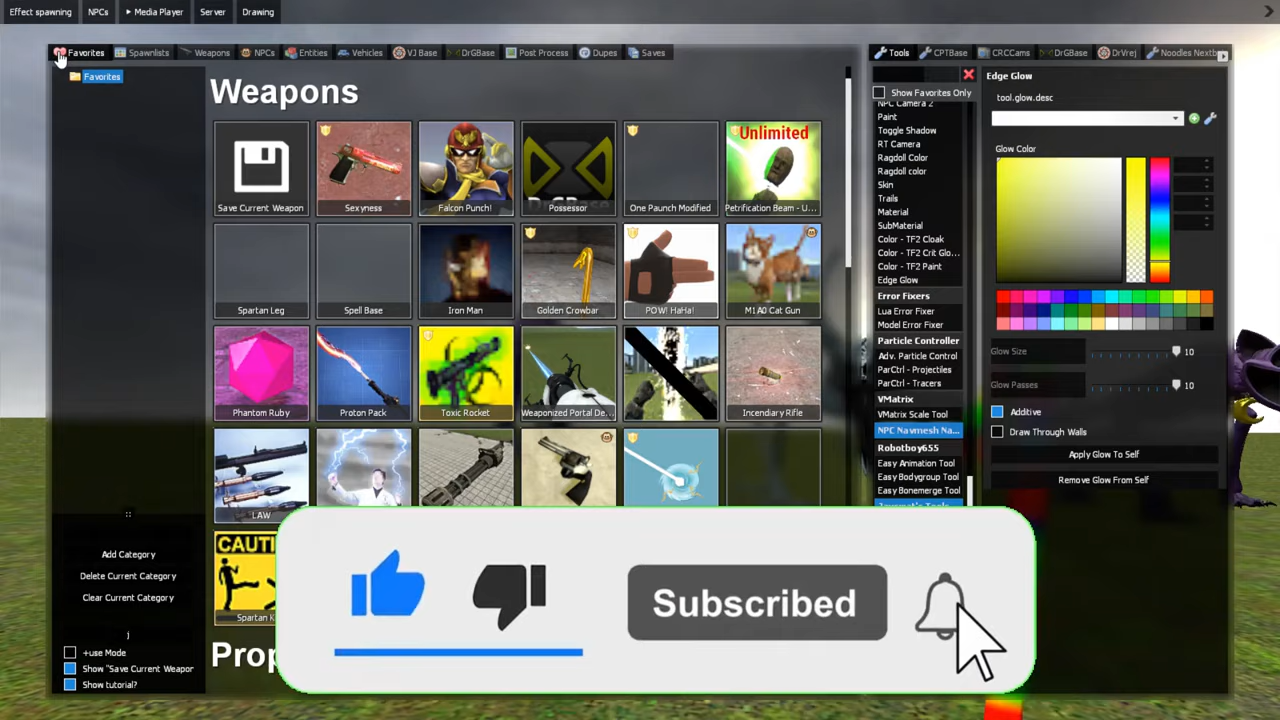 Effect spawning NPCs Media Player Server Drawing
Favorites Spawnlists Weapons NPCs Entities Vehicles VJ Base DrGBase Post Process Dupes Saves
Favorites
Weapons
Save Current Weapon Sexyness Falcon Punch! Possessor One Paunch Modified Petrification Beam - U...
Unlimited
Spartan Leg Spell Base Iron Man Golden Crowbar POW! HaHa! M1A0 Cat Gun
Phantom Ruby Proton Pack Toxic Rocket Weaponized Portal De... Incendiary Rifle
LAW
CAUTI
Spartan K
Prop
Add Category
Delete Current Category
Clear Current Category
j
+use Mode
Show "Save Current Weapon
Show tutorial?
Tools CPTBase CRCCams DrGBase DrVrej Noodles Nextb
Show Favorites Only
NPC Camera 2
Paint
Toggle Shadow
RT Camera
Ragdoll Color
Ragdoll color
Skin
Trails
Material
SubMaterial
Color - TF2 Cloak
Color - TF2 Crit Glo...
Color - TF2 Paint
Edge Glow
Error Fixers
Lua Error Fixer
Model Error Fixer
Particle Controller
Adv. Particle Control
ParCtrl - Projectiles
ParCtrl - Tracers
VMatrix
VMatrix Scale Tool
NPC Navmesh Na...
Robotboy655
Easy Animation Tool
Easy Bodygroup Tool
Easy Bonemerge Tool
Edge Glow
tool.glow.desc
Glow Color
Glow Size 10
Glow Passes 10
Additive
Draw Through Walls
Apply Glow To Self
Remove Glow From Self
Subscribed